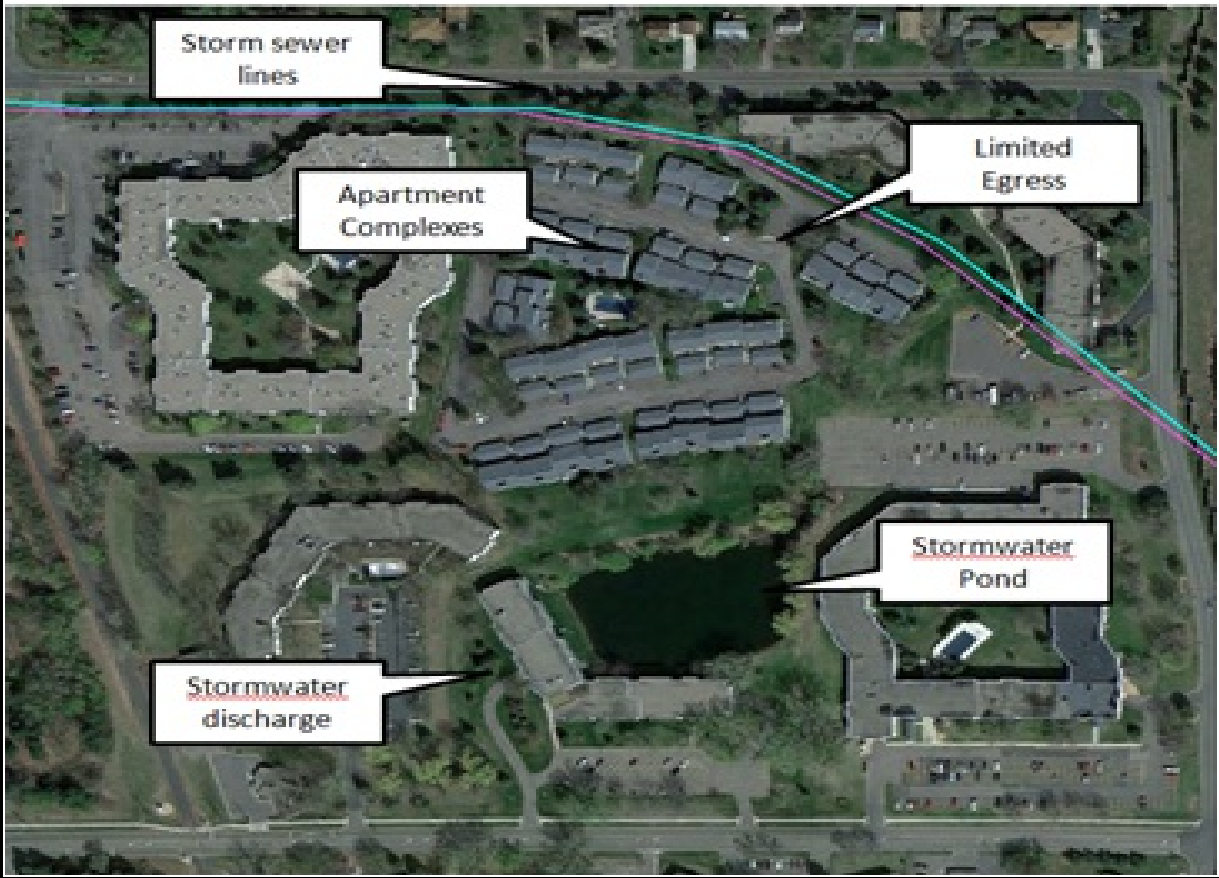 Storm sewer
lines
Limited
Egress
Apartment
Complexes
Stormwater
Pond
Stormwater
discharge